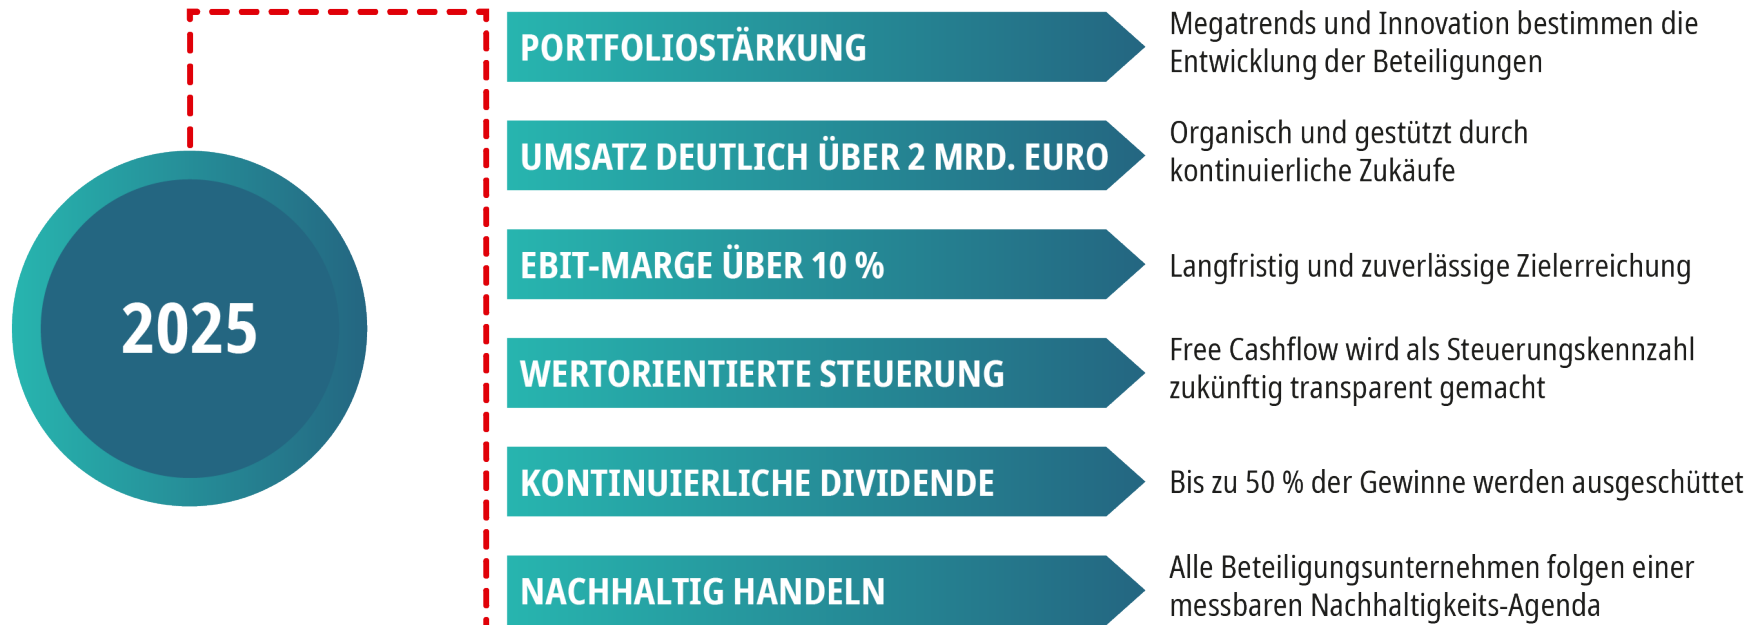 2025
PORTFOLIOSTÄRKUNG
Megatrends und Innovation bestimmen die
Entwicklung der Beteiligungen
UMSATZ DEUTLICH ÜBER 2 MRD. EURO
Organisch und gestützt durch
kontinuierliche Zukäufe
EBIT-MARGE ÜBER 10 %
Langfristig und zuverlässige Zielerreichung
WERTORIENTIERTE STEUERUNG
Free Cashflow wird als Steuerungskennzahl
zukünftig transparent gemacht
KONTINUIERLICHE DIVIDENDE
Bis zu 50 % der Gewinne werden ausgeschüttet
NACHHALTIG HANDELN
Alle Beteiligungsunternehmen folgen einer
messbaren Nachhaltigkeits-Agenda